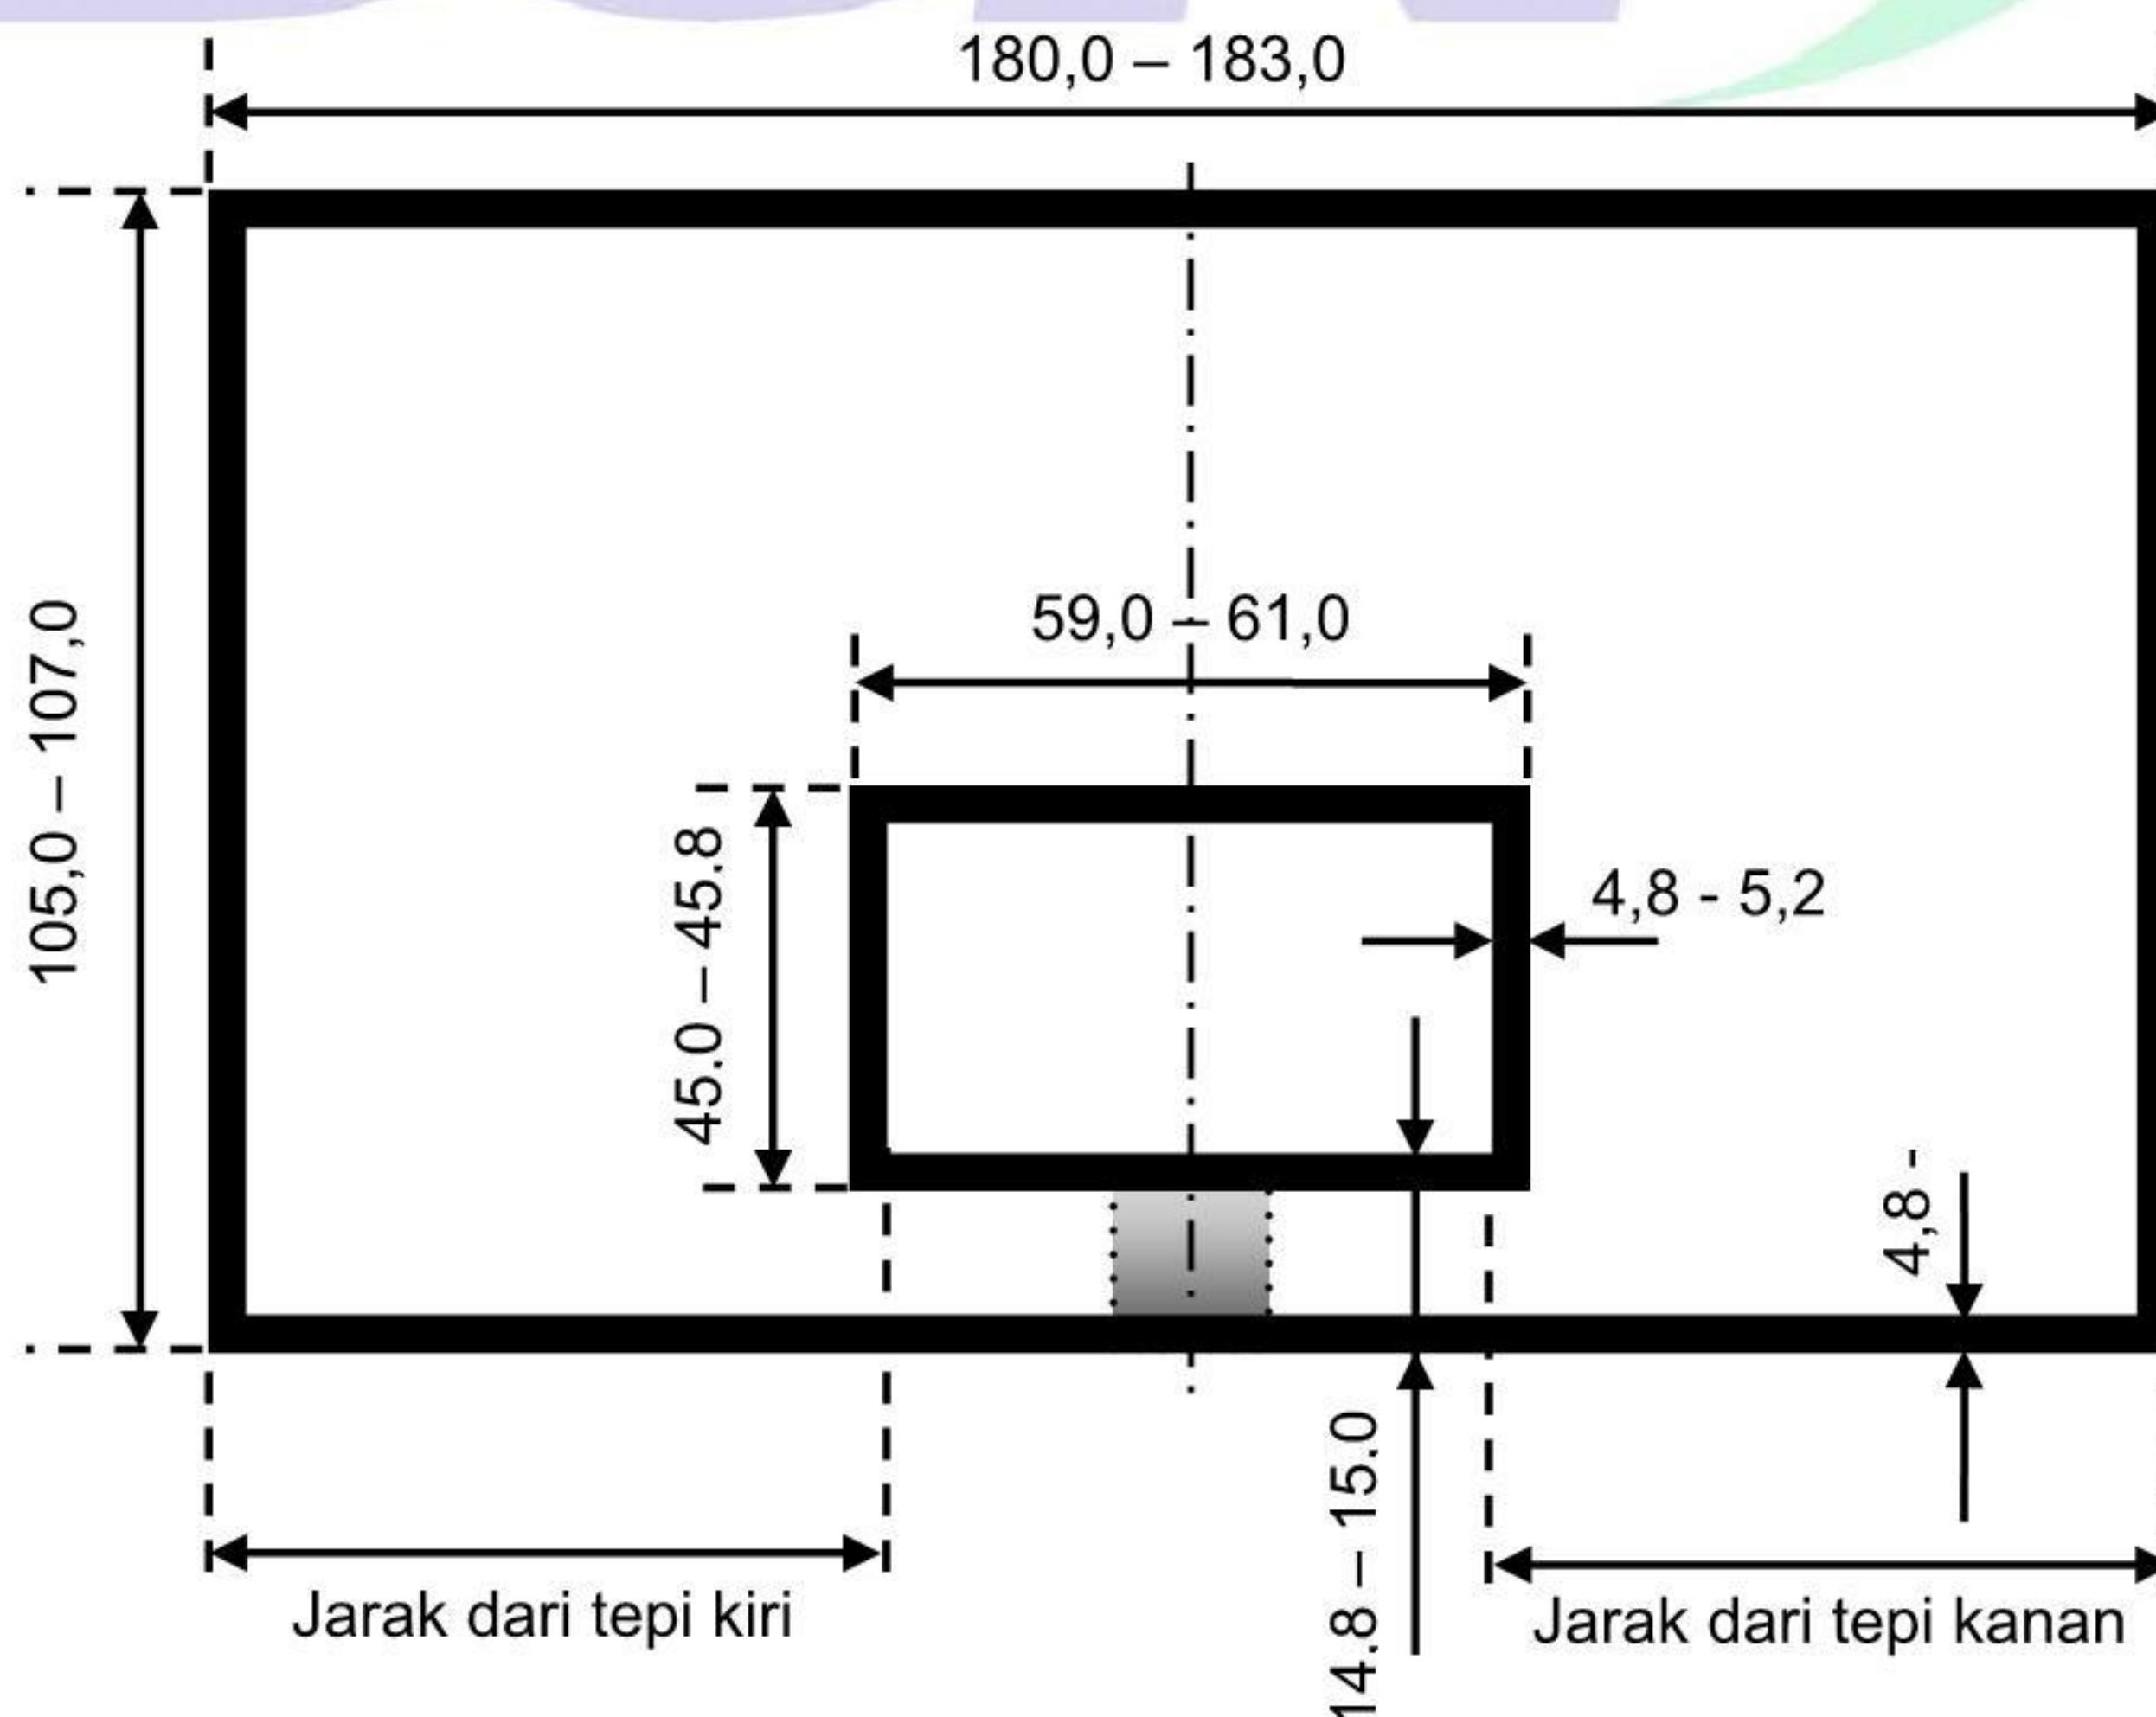 180,0 – 183,0
105,0 – 107,0
59,0 – 61,0
45.0 – 45.8
4,8 - 5,2
4,8 -
14.8 – 15.0
Jarak dari tepi kiri
Jarak dari tepi kanan